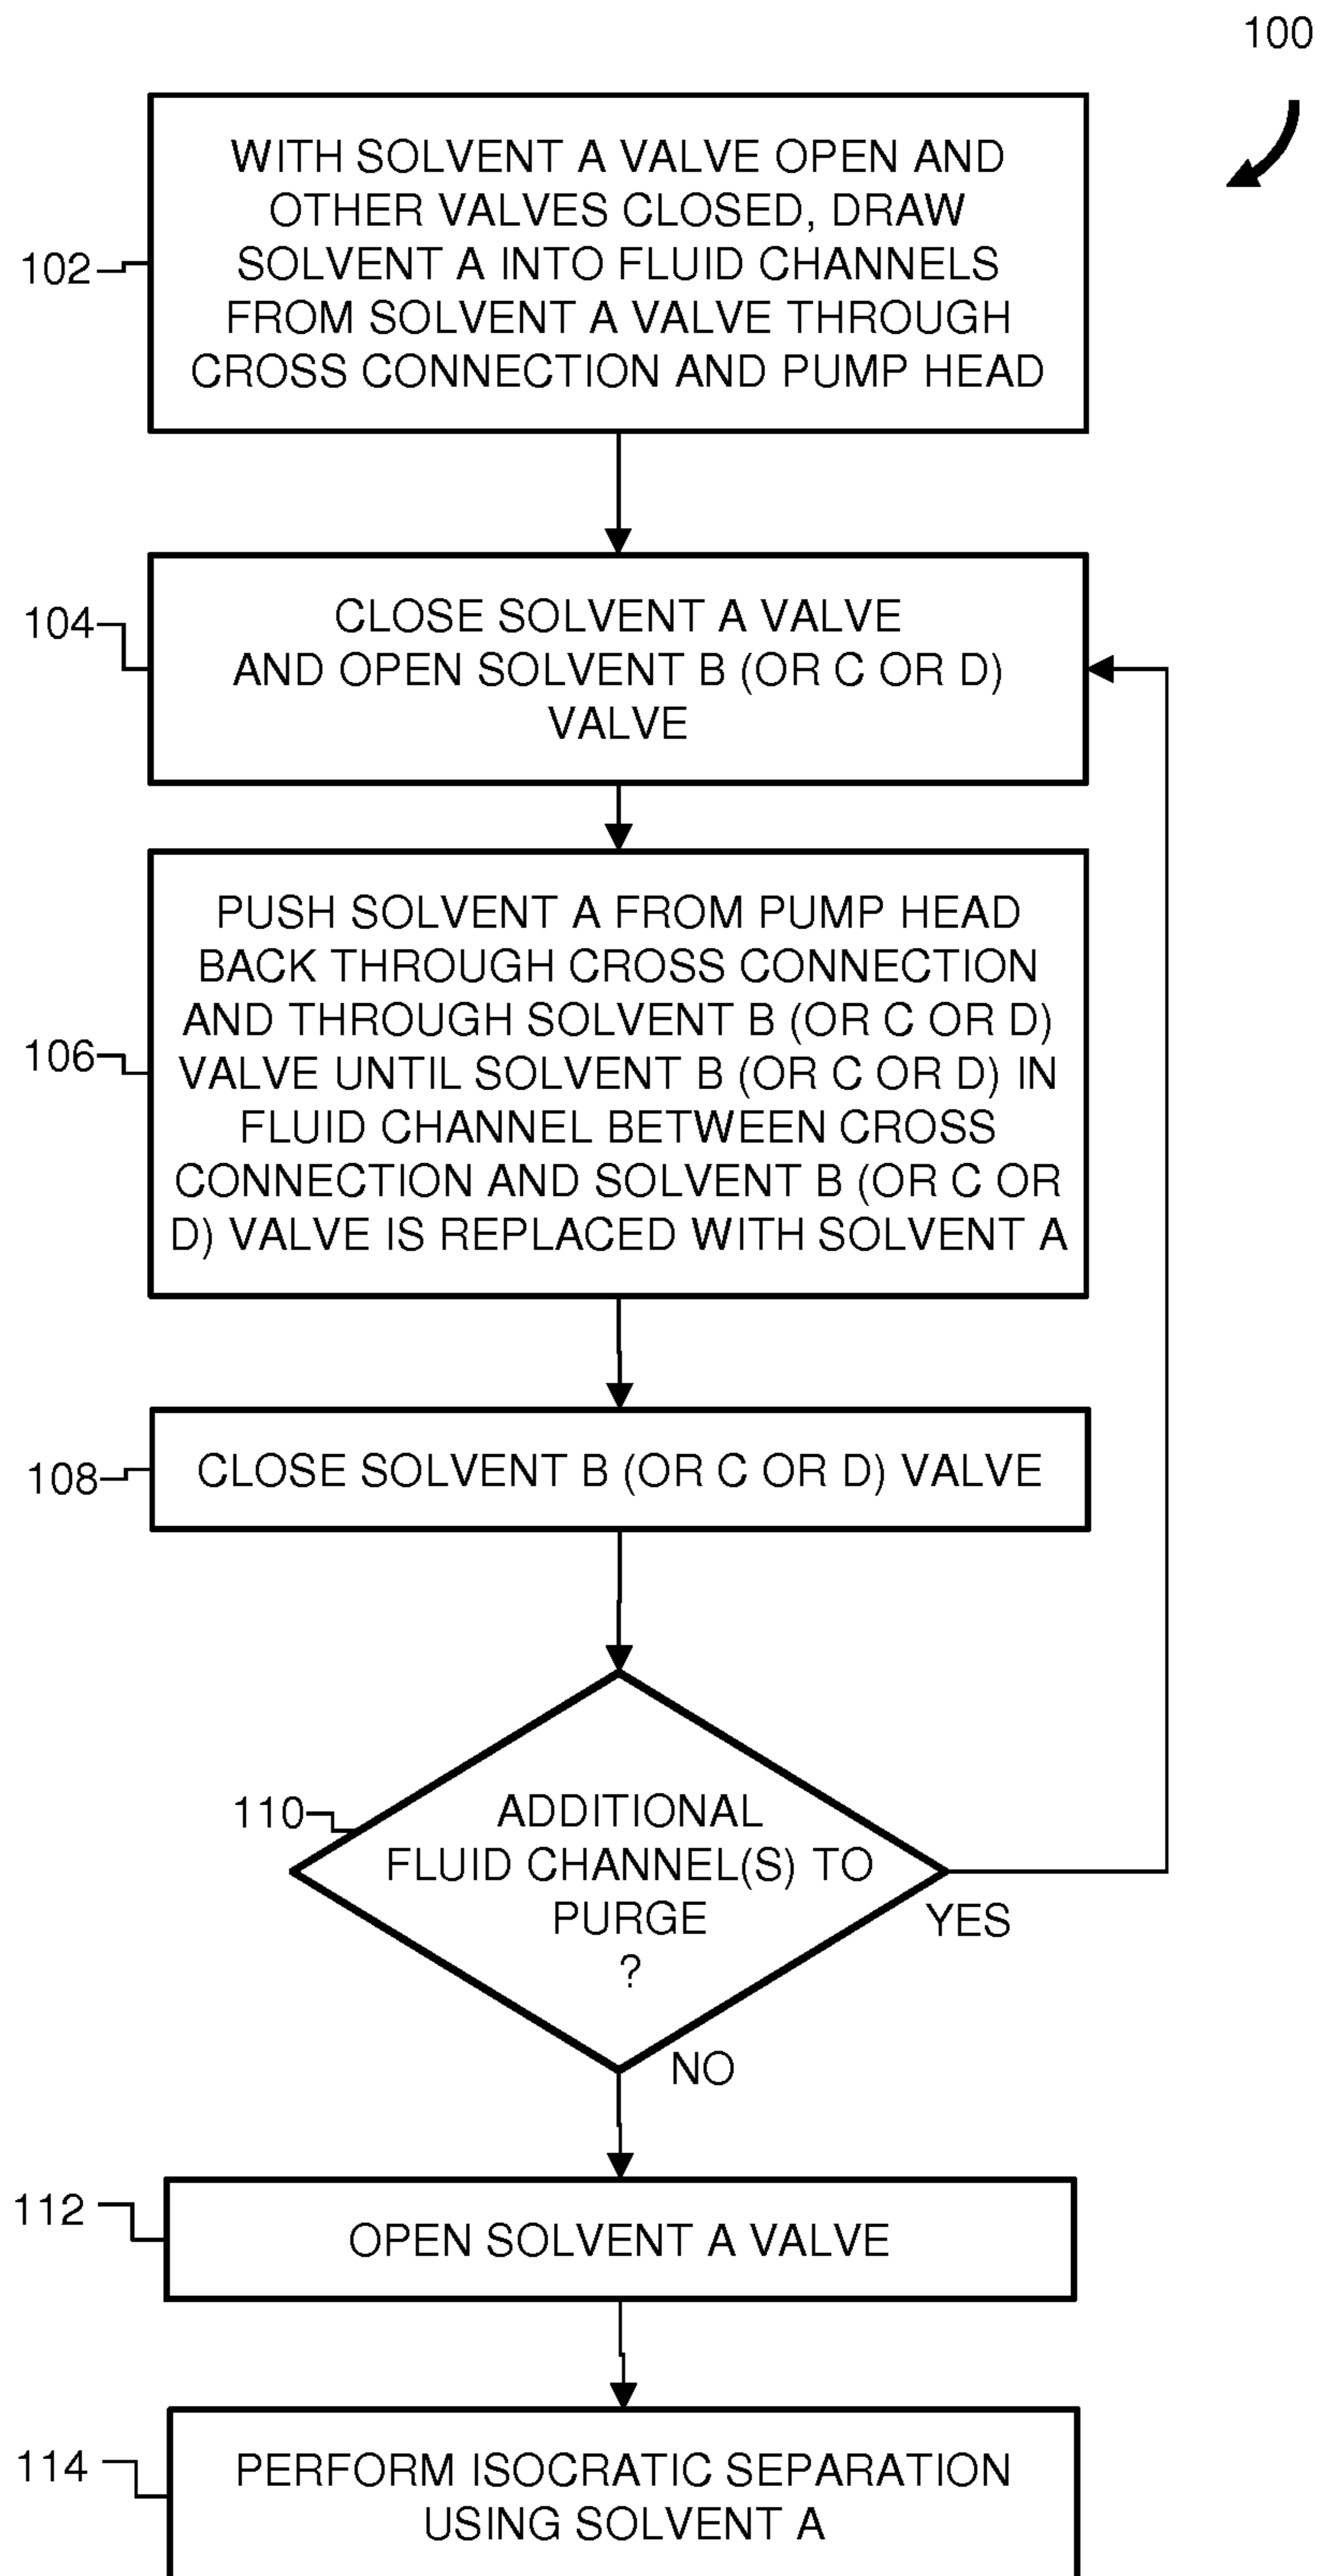 100
WITH SOLVENT A VALVE OPEN AND
OTHER VALVES CLOSED, DRAW
SOLVENT A INTO FLUID CHANNELS
FROM SOLVENT A VALVE THROUGH
CROSS CONNECTION AND PUMP HEAD
102
104
CLOSE SOLVENT A VALVE
AND OPEN SOLVENT B (OR C OR D)
VALVE
PUSH SOLVENT A FROM PUMP HEAD
BACK THROUGH CROSS CONNECTION
AND THROUGH SOLVENT B (OR C OR D)
VALVE UNTIL SOLVENT B (OR C OR D) IN
FLUID CHANNEL BETWEEN CROSS
CONNECTION AND SOLVENT B (OR C OR
D) VALVE IS REPLACED WITH SOLVENT A
106
108
CLOSE SOLVENT B (OR C OR D) VALVE
110
ADDITIONAL
FLUID CHANNEL(S) TO
PURGE
?
YES
NO
112
OPEN SOLVENT A VALVE
114
PERFORM ISOCRATIC SEPARATION
USING SOLVENT A